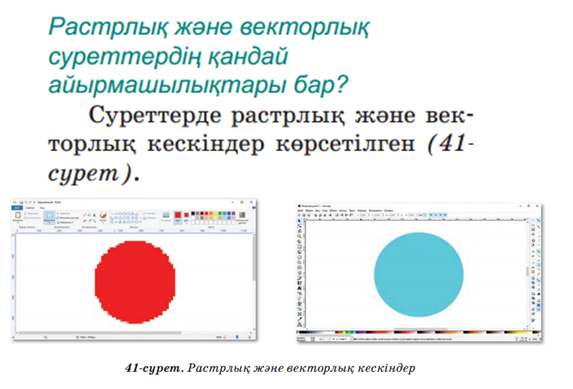 Растрлық және векторлық
суреттердің қандай
айырмашылықтары бар?
Суреттерде растрлық және век-
торлық кескіндер көрсетілген (41-
сурет).
41-сурет. Растрлық және векторлық кескіндер